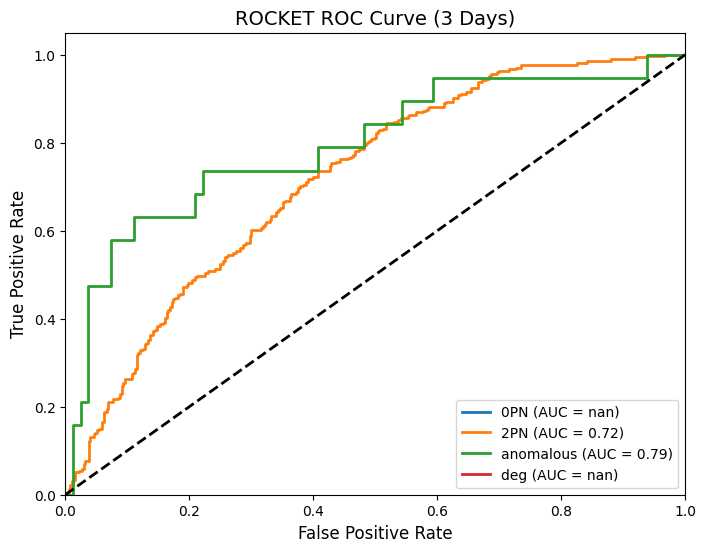 ROCKET ROC Curve (3 Days)
True Positive Rate
1.0
0.8
0.6
0.4
0.2
0.0
0PN (AUC = nan)
2PN (AUC = 0.72)
anomalous (AUC = 0.79)
deg (AUC = nan)
0.0 0.2 0.4 0.6 0.8 1.0
False Positive Rate